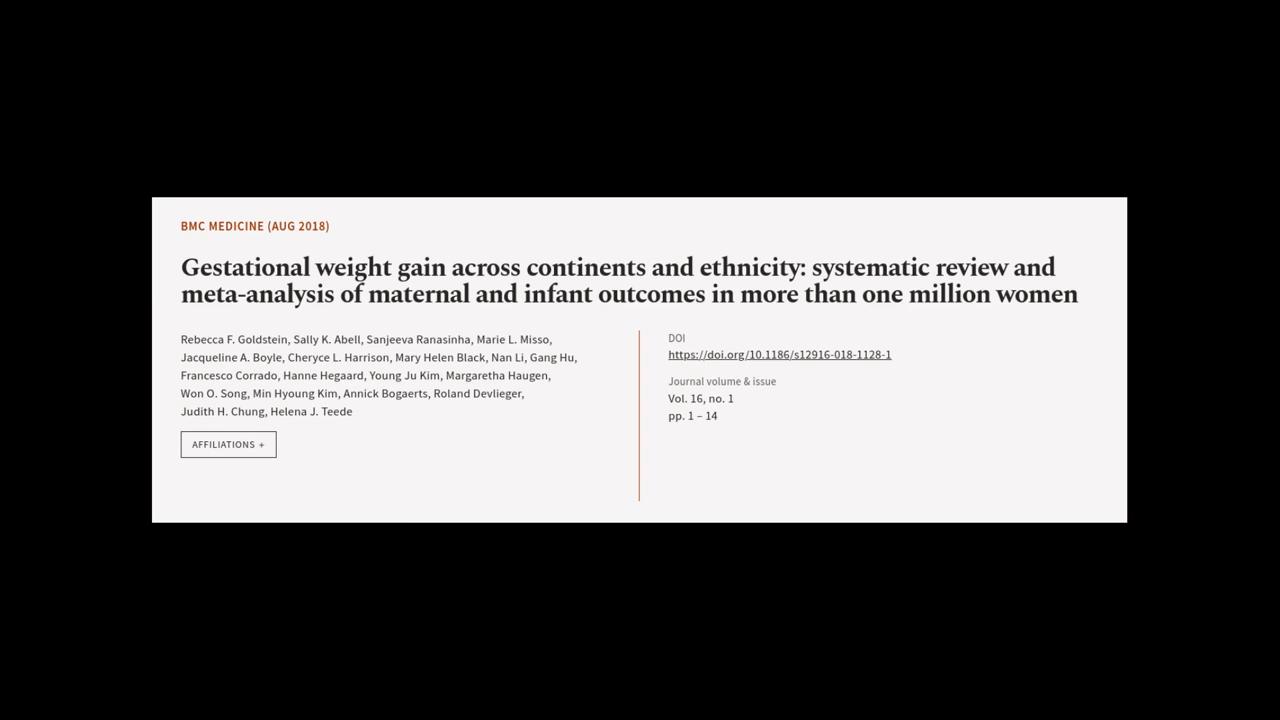 BMC MEDICINE (AUG 2018)
Gestational weight gain across continents and ethnicity: systematic review and
meta-analysis of maternal and infant outcomes in more than one million women
Rebecca F. Goldstein, Sally K. Abell, Sanjeeva Ranasinha, Marie L. Misso,
Jacqueline A. Boyle, Cheryce L. Harrison, Mary Helen Black, Nan Li, Gang Hu,
Francesco Corrado, Hanne Hegaard, Young Ju Kim, Margaretha Haugen,
Won O. Song, Min Hyoung Kim, Annick Bogaerts, Roland Devlieger,
Judith H. Chung, Helena J. Teede
AFFILIATIONS +
DOI
https://doi.org/10.1186/s12916-018-1128-1
Journal volume & issue
Vol. 16, no. 1
pp. 1 – 14